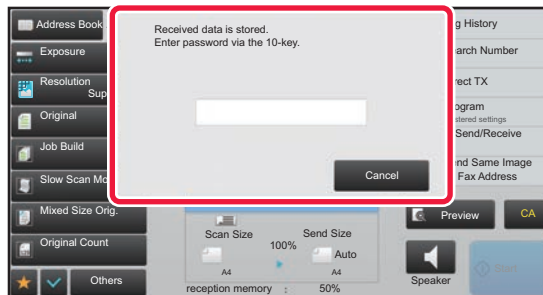 Address Book
Exposure
Resolution
Sup
Original
Job Build
Slow Scan Mo
Mixed Size Orig.
Original Count
Others
Received data is stored.
Enter password via the 10-key.
Cancel
Scan Size
100%
Send Size
Auto
A4
A4
reception memory : 50%
g History
arch Number
rect TX
ogram
stered settings
Send/Receive
nd Same Image
Fax Address
Preview
CA
Speaker
Start